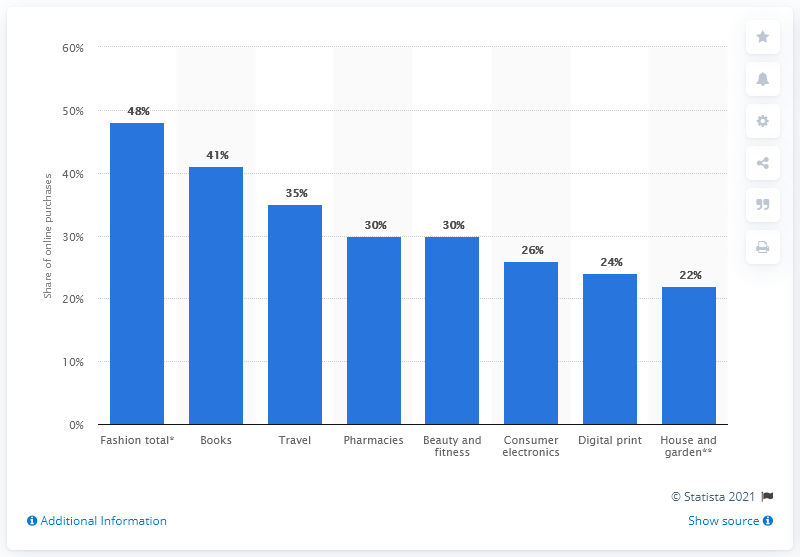 60%
50%
40%
30%
20%
10%
0%
Share of online purchases
48%
41%
35%
30%
30%
26%
24%
22%
Fashion total*
Books
Travel
Pharmacies
Beauty and
fitness
Consumer
electronics
Digital print
House and
garden**
© Statista 2021
Additional Information
Show source